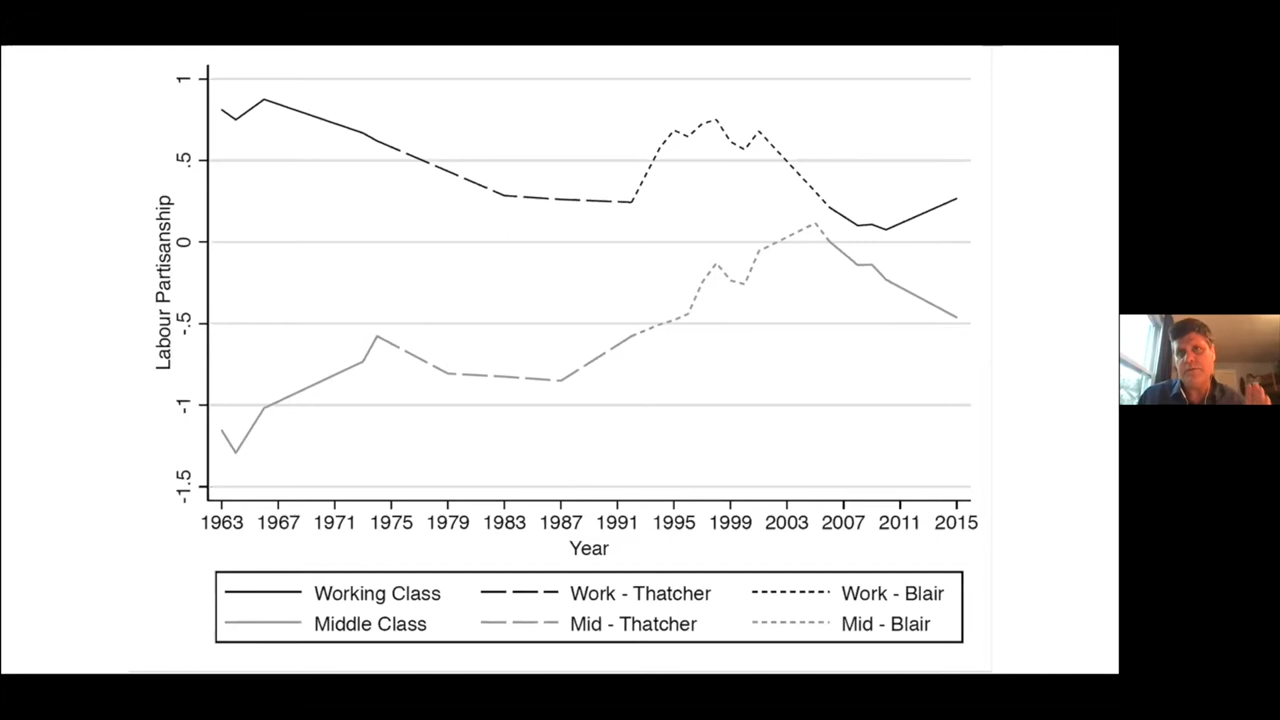 1
.5
0
-.5
-1
-1.5
Labour Partisanship
1963 1967 1971 1975 1979 1983 1987 1991 1995 1999 2003 2007 2011 2015
Year
Working Class Work - Thatcher Work - Blair
Middle Class Mid - Thatcher Mid - Blair